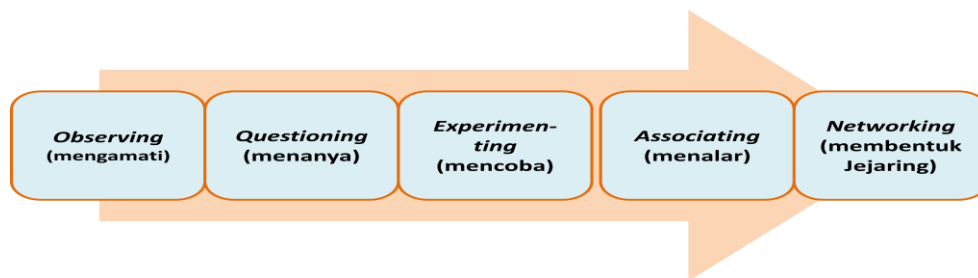 Observing
(mengamati)
Questioning
(menanya)
Experimen-
ting
(mencoba)
Associating
(menalar)
Networking
(membentuk
Jejaring)